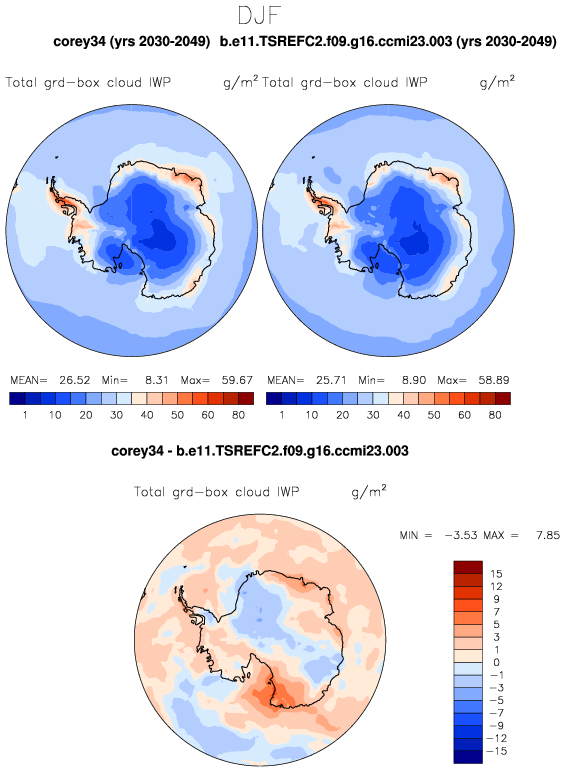 DJF
corey34 (yrs 2030-2049) b.e11.TSREFC2.f09.g16.ccmi23.003 (yrs 2030-2049)
Total grd-box cloud IWP g/m² Total grd-box cloud IWP g/m²
MEAN= 26.52 Min= 8.31 Max= 59.67 MEAN= 25.71 Min= 8.90 Max= 58.89
1 10 20 30 40 50 60 80 1 10 20 30 40 50 60 80
corey34 - b.e11.TSREFC2.f09.g16.ccmi23.003
Total grd-box cloud IWP g/m²
MIN = -3.53 MAX = 7.85
15
12
9
7
5
3
1
0
-1
-3
-5
-7
-9
-12
-15